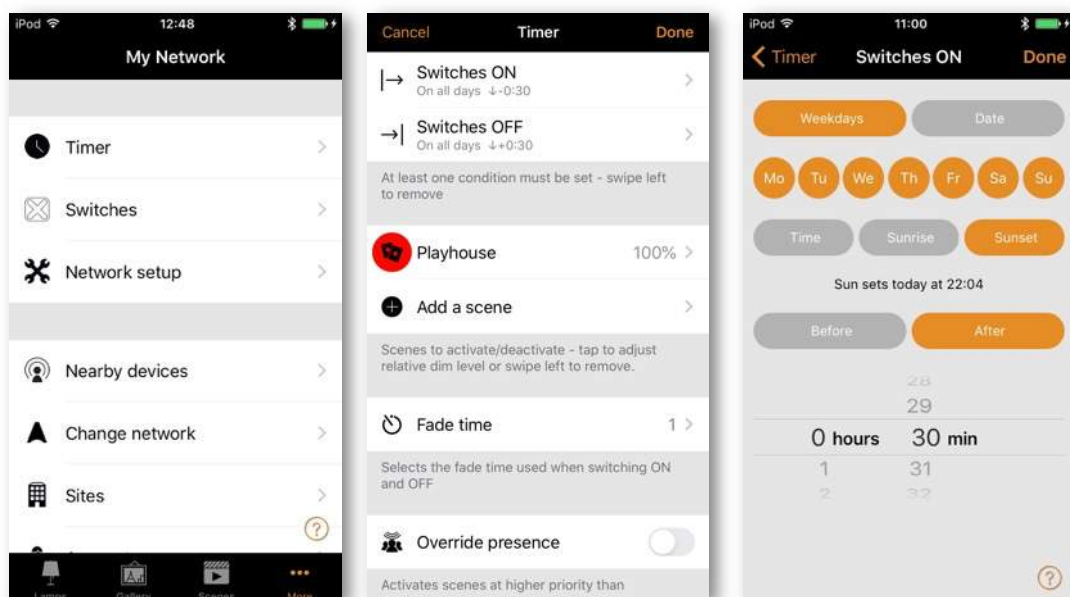 iPod 12:48
My Network
Timer
Switches
Network setup
Nearby devices
Change network
Sites
?
Lamps Gallery Scenes More
Cancel Timer Done
Switches ON
On all days ↓-0:30
Switches OFF
On all days ↓+0:30
At least one condition must be set - swipe left
to remove
Playhouse 100%
Add a scene
Scenes to activate/deactivate - tap to adjust
relative dim level or swipe left to remove.
Fade time 1
Selects the fade time used when switching ON
and OFF
Override presence
Activates scenes at higher priority than
iPod 11:00
Timer Switches ON Done
Weekdays Date
Mo Tu We Th Fr Sa Su
Time Sunrise Sunset
Sun sets today at 22:04
Before After
28
29
0 hours 30 min
1 31
2 32
?